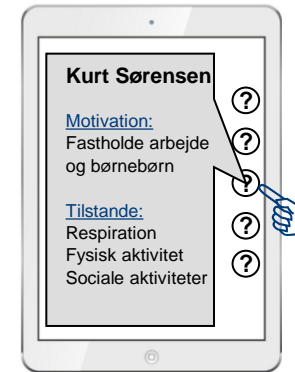 Kurt Sørensen
?
Motivation:
?
Fastholde arbejde
og børnebørn
?
Tilstande:
Respiration
?
Fysisk aktivitet
?
Sociale aktiviteter